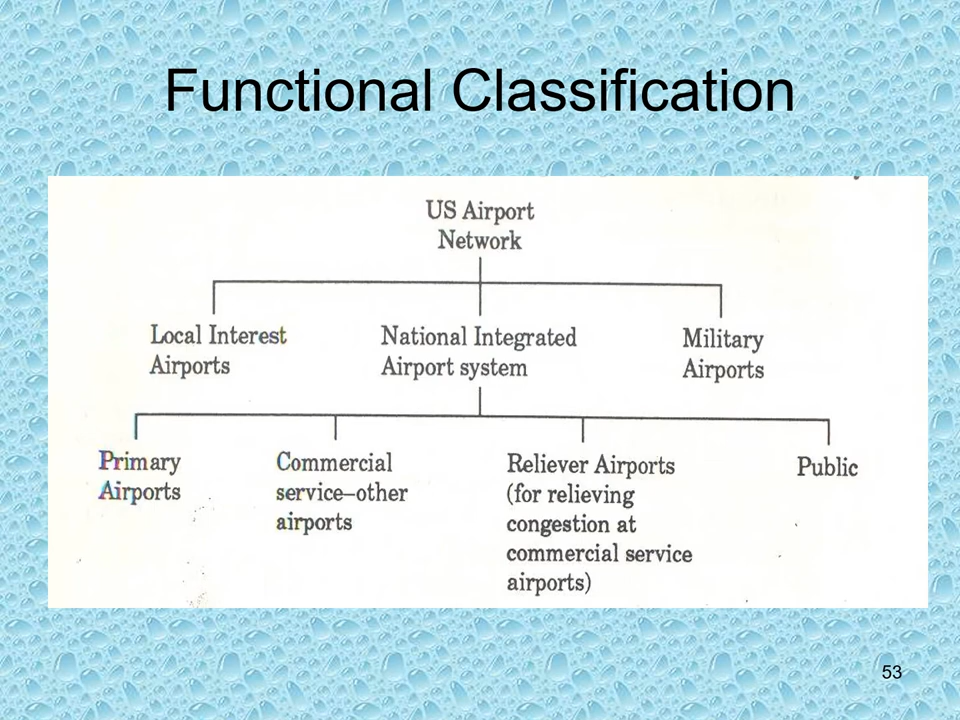 Functional Classification
US Airport
Network
Local Interest
Airports
National Integrated
Airport system
Military
Airports
Primary
Airports
Commercial
service–other
airports
Reliever Airports
(for relieving
congestion at
commercial service
airports)
Public
53